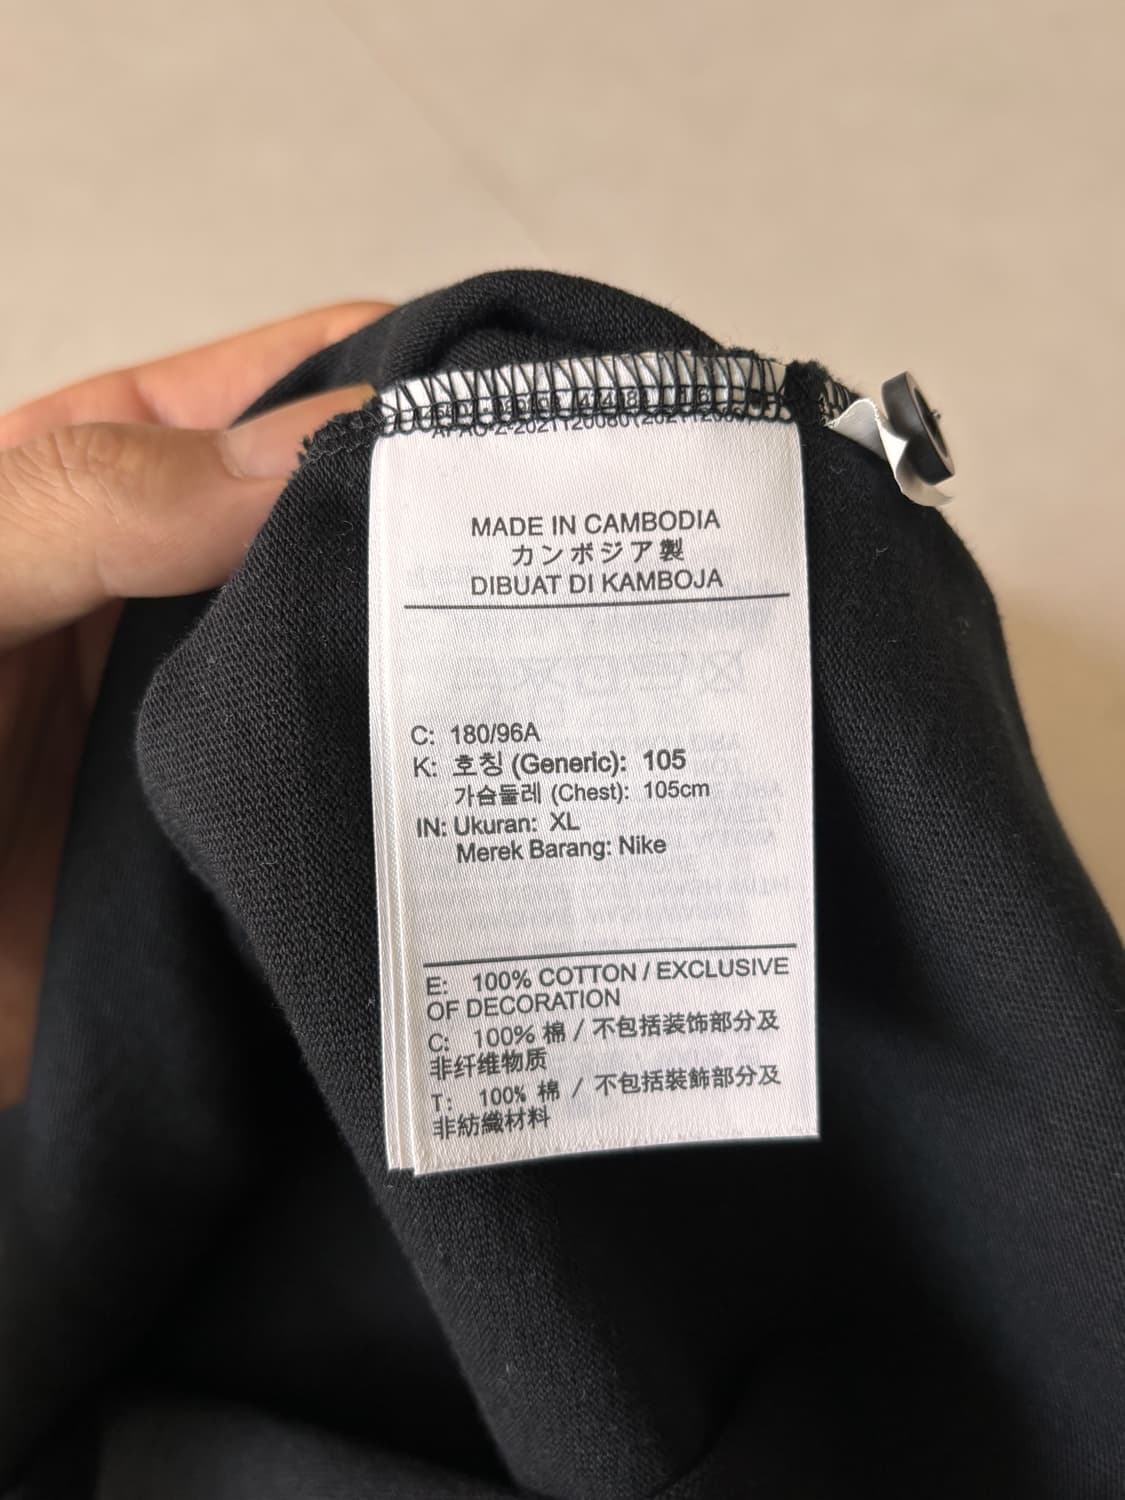 MADE IN CAMBODIA
カンボジア製
DIBUAT DI KAMBOJA
C: 180/96A
K: 호칭 (Generic): 105
가슴둘레 (Chest): 105cm
IN: Ukuran: XL
Merek Barang: Nike
E: 100% COTTON / EXCLUSIVE
OF DECORATION
C: 100% 棉 / 不包括装饰部分及
非纤维物质
T: 100% 棉 / 不包括裝飾部分及
非紡織材料